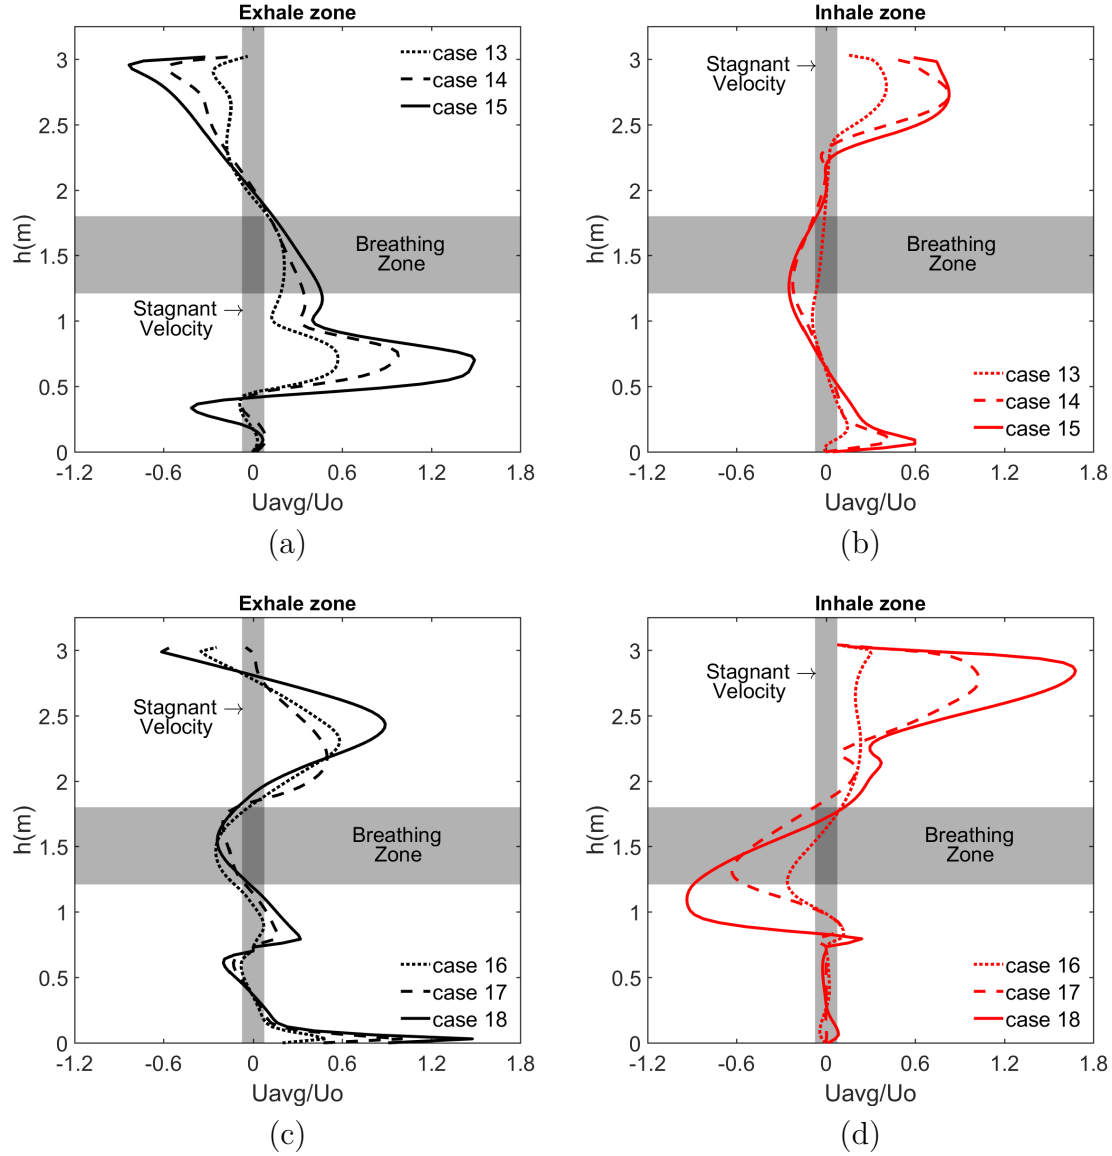 Exhale zone
3
2.5
2
1.5
1
0.5
0
h(m)
case 13
case 14
case 15
Breathing
Zone
Stagnant →
Velocity
-1.2
-0.6
0
0.6
1.2
1.8
Uavg/Uo
(a)
Inhale zone
3
2.5
2
1.5
1
0.5
0
h(m)
Stagnant →
Velocity
Breathing
Zone
case 13
case 14
case 15
-1.2
-0.6
0
0.6
1.2
1.8
Uavg/Uo
(b)
Exhale zone
3
2.5
2
1.5
1
0.5
0
h(m)
Stagnant →
Velocity
Breathing
Zone
case 16
case 17
case 18
-1.2
-0.6
0
0.6
1.2
1.8
Uavg/Uo
(c)
Inhale zone
3
2.5
2
1.5
1
0.5
0
h(m)
Stagnant →
Velocity
Breathing
Zone
case 16
case 17
case 18
-1.2
-0.6
0
0.6
1.2
1.8
Uavg/Uo
(d)